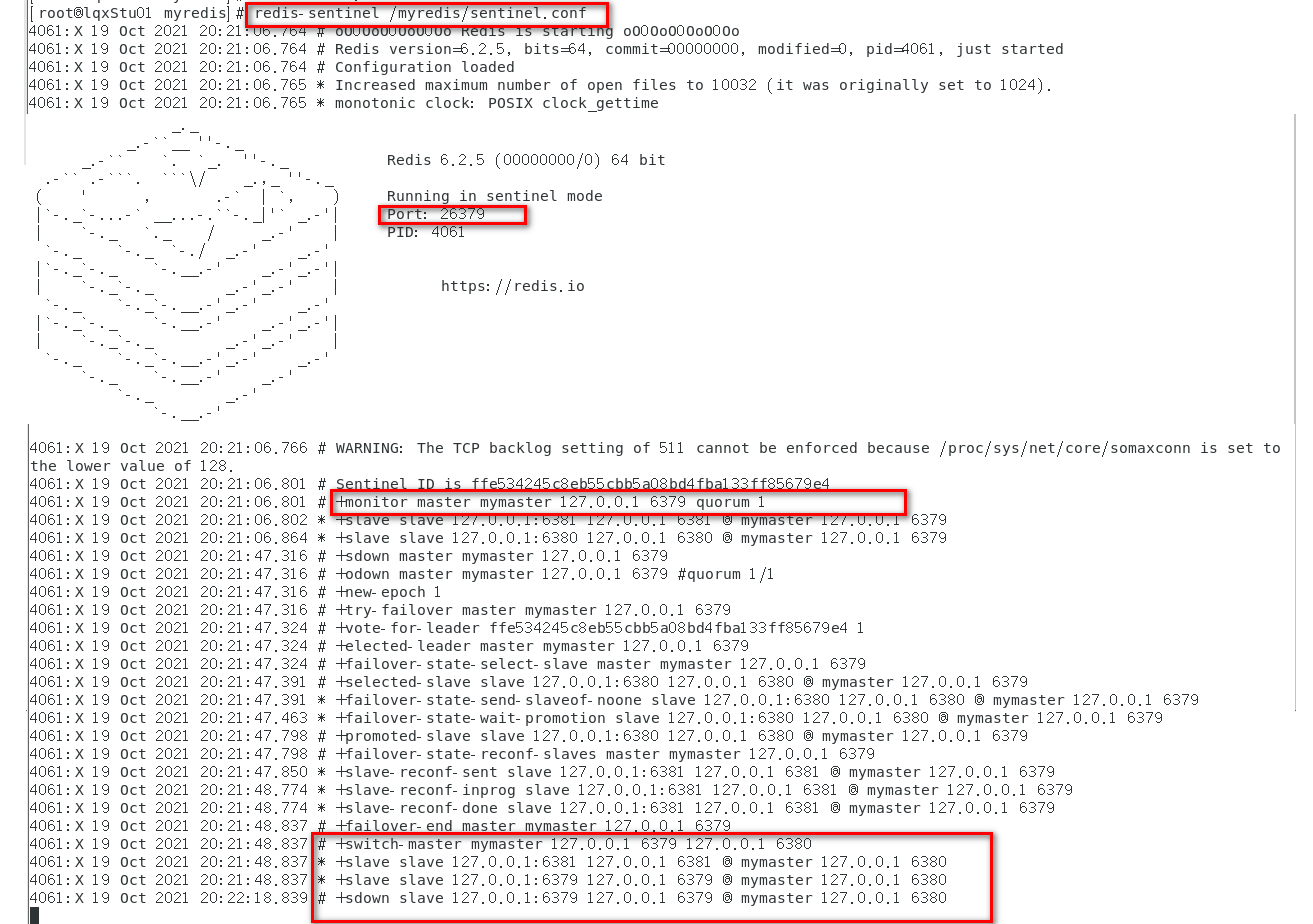 [root@lqxStu01 myredis]# redis-sentinel /myredis/sentinel.conf
4061:X 19 Oct 2021 20:21:06.764 # oO0OoO0OoO0Oo Redis is starting oO0OoO0OoO0Oo
4061:X 19 Oct 2021 20:21:06.764 # Redis version=6.2.5, bits=64, commit=00000000, modified=0, pid=4061, just started
4061:X 19 Oct 2021 20:21:06.764 # Configuration loaded
4061:X 19 Oct 2021 20:21:06.765 * Increased maximum number of open files to 10032 (it was originally set to 1024).
4061:X 19 Oct 2021 20:21:06.765 * monotonic clock: POSIX clock_gettime
Redis 6.2.5 (00000000/0) 64 bit
Running in sentinel mode
Port: 26379
PID: 4061
https://redis.io
4061:X 19 Oct 2021 20:21:06.766 # WARNING: The TCP backlog setting of 511 cannot be enforced because /proc/sys/net/core/somaxconn is set to
the lower value of 128.
4061:X 19 Oct 2021 20:21:06.801 # Sentinel ID is ffe534245c8eb55cbb5a08bd4fba133ff85679e4
4061:X 19 Oct 2021 20:21:06.801 # +monitor master mymaster 127.0.0.1 6379 quorum 1
4061:X 19 Oct 2021 20:21:06.802 * +slave slave 127.0.0.1:6381 127.0.0.1 6381 @ mymaster 127.0.0.1 6379
4061:X 19 Oct 2021 20:21:06.864 * +slave slave 127.0.0.1:6380 127.0.0.1 6380 @ mymaster 127.0.0.1 6379
4061:X 19 Oct 2021 20:21:47.316 # +sdown master mymaster 127.0.0.1 6379
4061:X 19 Oct 2021 20:21:47.316 # +odown master mymaster 127.0.0.1 6379 #quorum 1/1
4061:X 19 Oct 2021 20:21:47.316 # +new-epoch 1
4061:X 19 Oct 2021 20:21:47.316 # +try-failover master mymaster 127.0.0.1 6379
4061:X 19 Oct 2021 20:21:47.324 # +vote-for-leader ffe534245c8eb55cbb5a08bd4fba133ff85679e4 1
4061:X 19 Oct 2021 20:21:47.324 # +elected-leader master mymaster 127.0.0.1 6379
4061:X 19 Oct 2021 20:21:47.324 # +failover-state-select-slave master mymaster 127.0.0.1 6379
4061:X 19 Oct 2021 20:21:47.391 # +selected-slave slave 127.0.0.1:6380 127.0.0.1 6380 @ mymaster 127.0.0.1 6379
4061:X 19 Oct 2021 20:21:47.391 * +failover-state-send-slaveof-noone slave 127.0.0.1:6380 127.0.0.1 6380 @ mymaster 127.0.0.1 6379
4061:X 19 Oct 2021 20:21:47.463 * +failover-state-wait-promotion slave 127.0.0.1:6380 127.0.0.1 6380 @ mymaster 127.0.0.1 6379
4061:X 19 Oct 2021 20:21:47.798 # +promoted-slave slave 127.0.0.1:6380 127.0.0.1 6380 @ mymaster 127.0.0.1 6379
4061:X 19 Oct 2021 20:21:47.798 # +failover-state-reconf-slaves master mymaster 127.0.0.1 6379
4061:X 19 Oct 2021 20:21:47.850 * +slave-reconf-sent slave 127.0.0.1:6381 127.0.0.1 6381 @ mymaster 127.0.0.1 6379
4061:X 19 Oct 2021 20:21:48.774 * +slave-reconf-inprog slave 127.0.0.1:6381 127.0.0.1 6381 @ mymaster 127.0.0.1 6379
4061:X 19 Oct 2021 20:21:48.774 * +slave-reconf-done slave 127.0.0.1:6381 127.0.0.1 6381 @ mymaster 127.0.0.1 6379
4061:X 19 Oct 2021 20:21:48.837 # +failover-end master mymaster 127.0.0.1 6379
4061:X 19 Oct 2021 20:21:48.837 # +switch-master mymaster 127.0.0.1 6379 127.0.0.1 6380
4061:X 19 Oct 2021 20:21:48.837 * +slave slave 127.0.0.1:6381 127.0.0.1 6381 @ mymaster 127.0.0.1 6380
4061:X 19 Oct 2021 20:21:48.837 * +slave slave 127.0.0.1:6379 127.0.0.1 6379 @ mymaster 127.0.0.1 6380
4061:X 19 Oct 2021 20:22:18.839 # +sdown slave 127.0.0.1:6379 127.0.0.1 6379 @ mymaster 127.0.0.1 6380